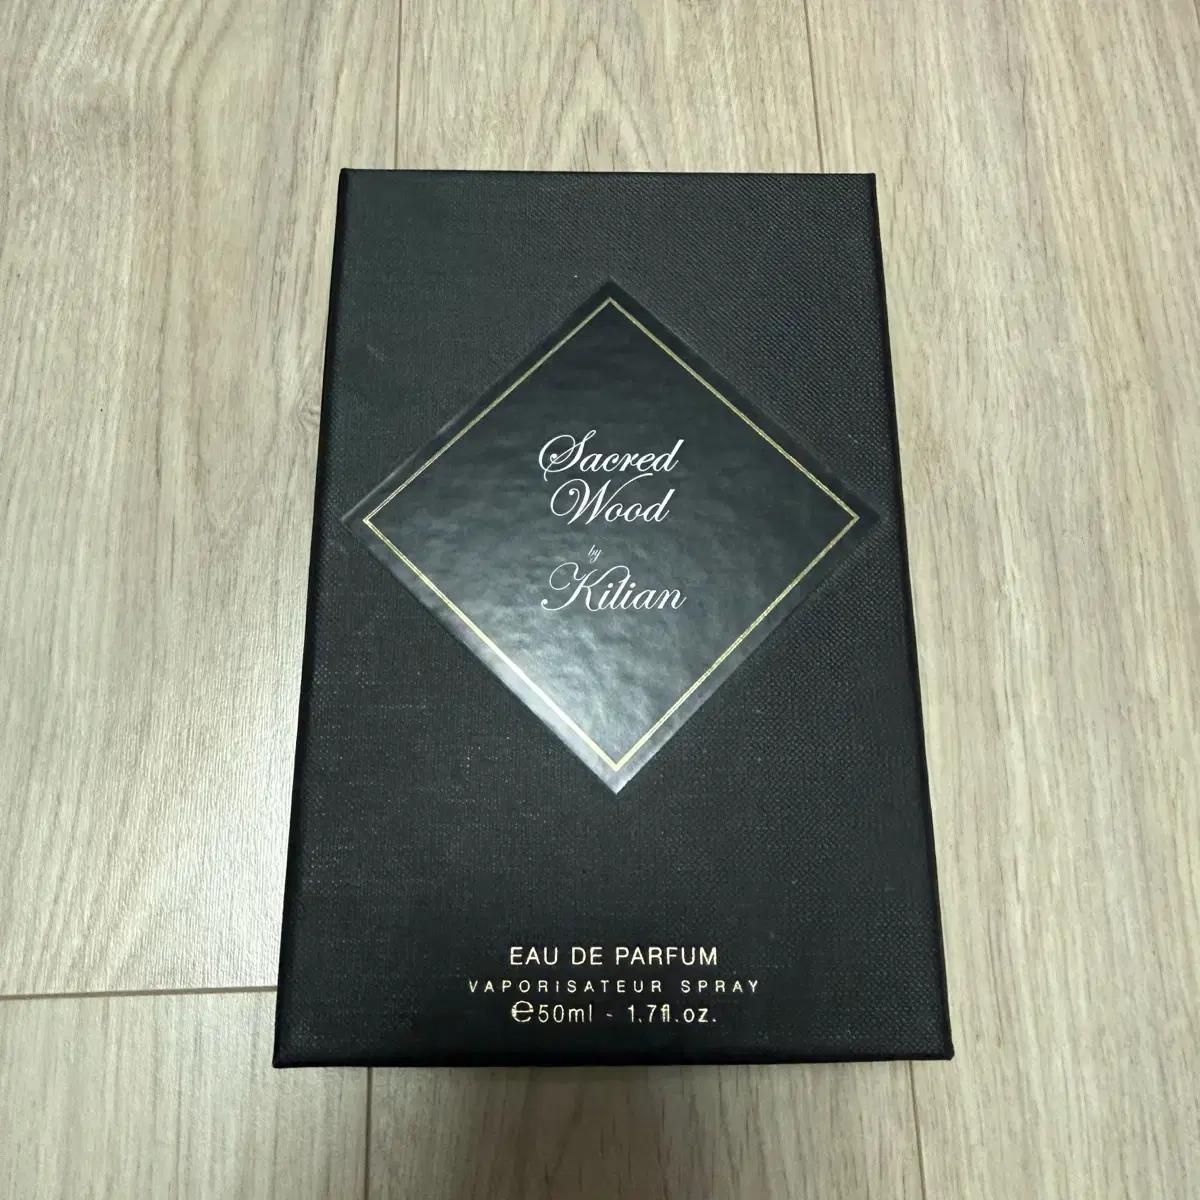 Sacred
Wood
by
Kilian
EAU DE PARFUM
VAPORISATEUR SPRAY
℮50ml - 1.7fl.oz.